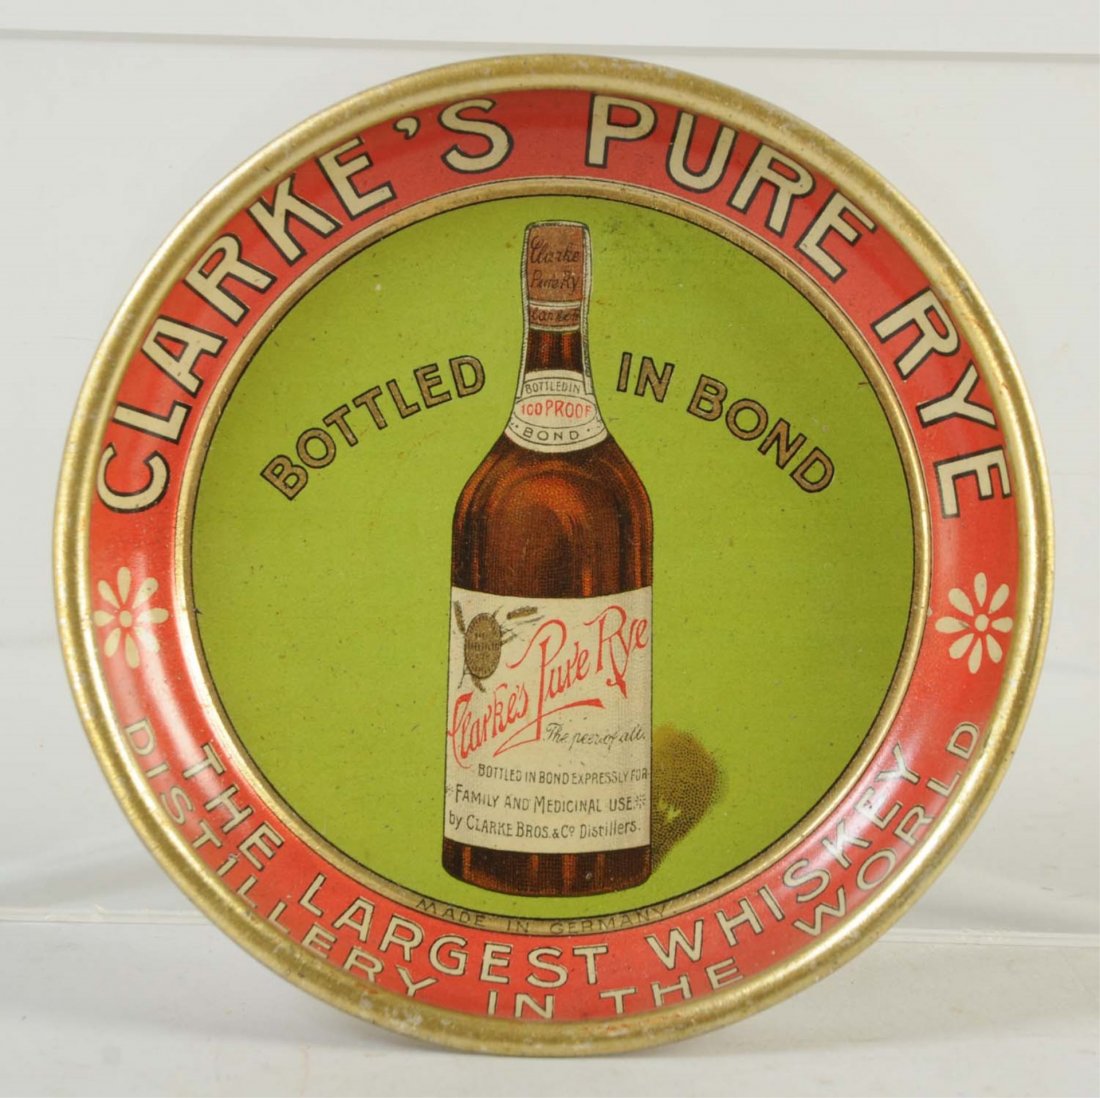 CLARKE'S PURE RYE
BOTTLED IN BOND
Clarke
Pure Ry
BOTTLED IN
100 PROOF
BOND
Clarke's Pure Rye
The peer of all.
BOTTLED IN BOND EXPRESSLY FOR
FAMILY AND MEDICINAL USE
by CLARKE BROS. & Co Distillers.
MADE IN GERMANY
THE LARGEST WHISKEY
DISTILLERY IN THE WORLD